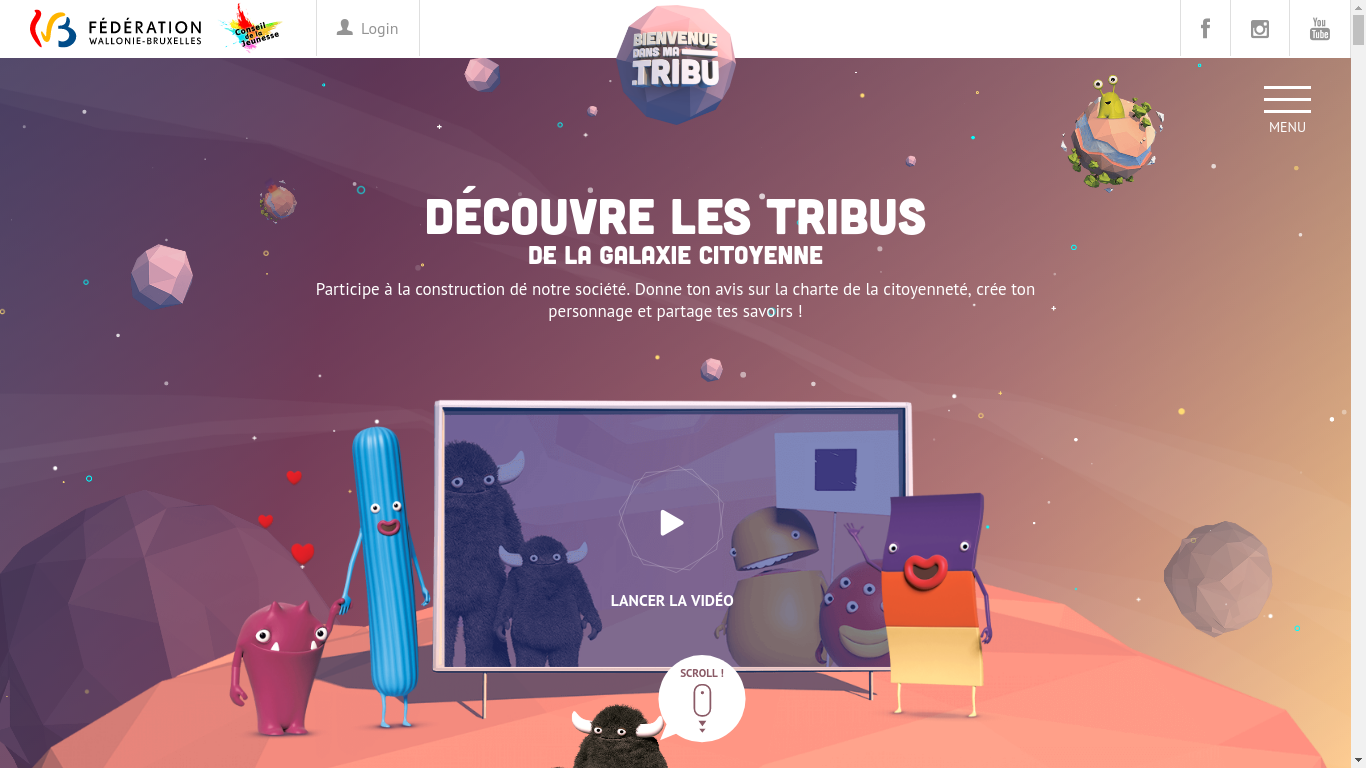 FÉDÉRATION
WALLONIE-BRUXELLES
Conseil
de la
Jeunesse
Login
BIENVENUE
DANS MA
.TRIBU
You
Tube
MENU
DÉCOUVRE LES TRIBUS
DE LA GALAXIE CITOYENNE
Participe à la construction de notre société. Donne ton avis sur la charte de la citoyenneté, crée ton
personnage et partage tes savoirs !
LANCER LA VIDÉO
SCROLL !